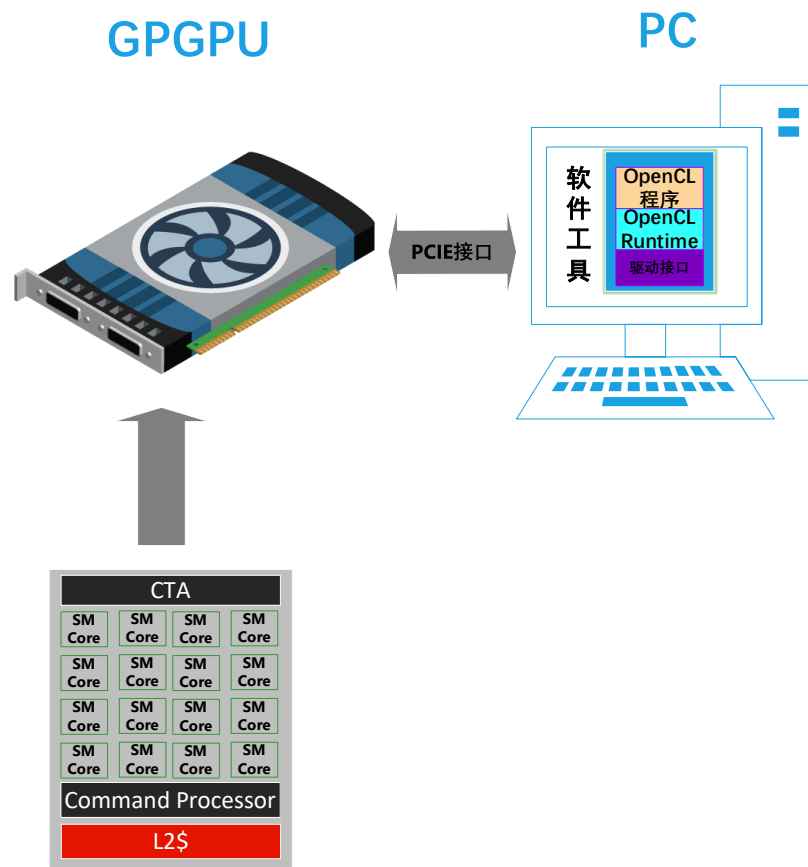 GPGPU
PC
软件工具
OpenCL
程序
OpenCL
Runtime
驱动接口
PCIE接口
CTA
SM SM SM SM
Core Core Core Core
SM SM SM SM
Core Core Core Core
SM SM SM SM
Core Core Core Core
SM SM SM SM
Core Core Core Core
Command Processor
L2$